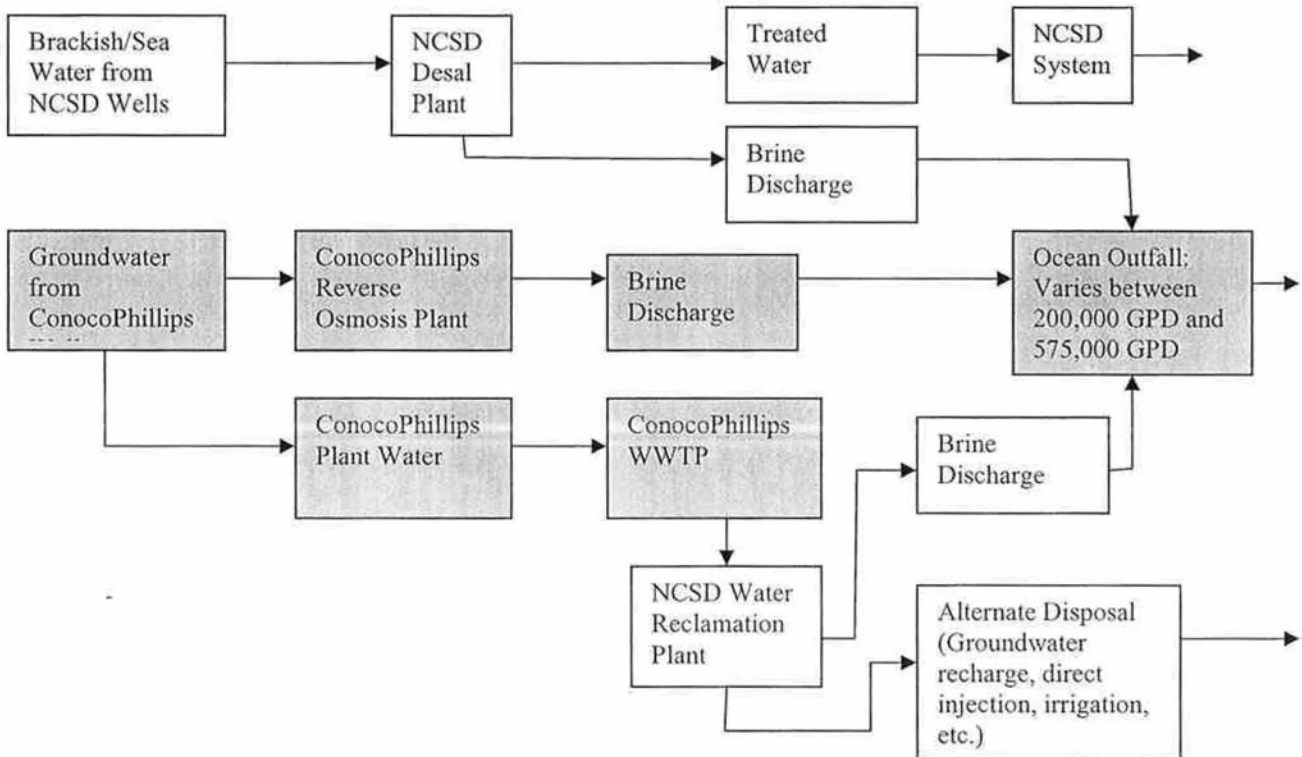 Brackish/Sea
Water from
NCSD Wells
NCSD
Desal
Plant
Treated
Water
NCSD
System
Brine
Discharge
Groundwater
from
ConocoPhillips
ConocoPhillips
Reverse
Osmosis Plant
Brine
Discharge
Ocean Outfall:
Varies between
200,000 GPD and
575,000 GPD
ConocoPhillips
Plant Water
ConocoPhillips
WWTP
Brine
Discharge
NCSD Water
Reclamation
Plant
Alternate Disposal
(Groundwater
recharge, direct
injection, irrigation,
etc.)